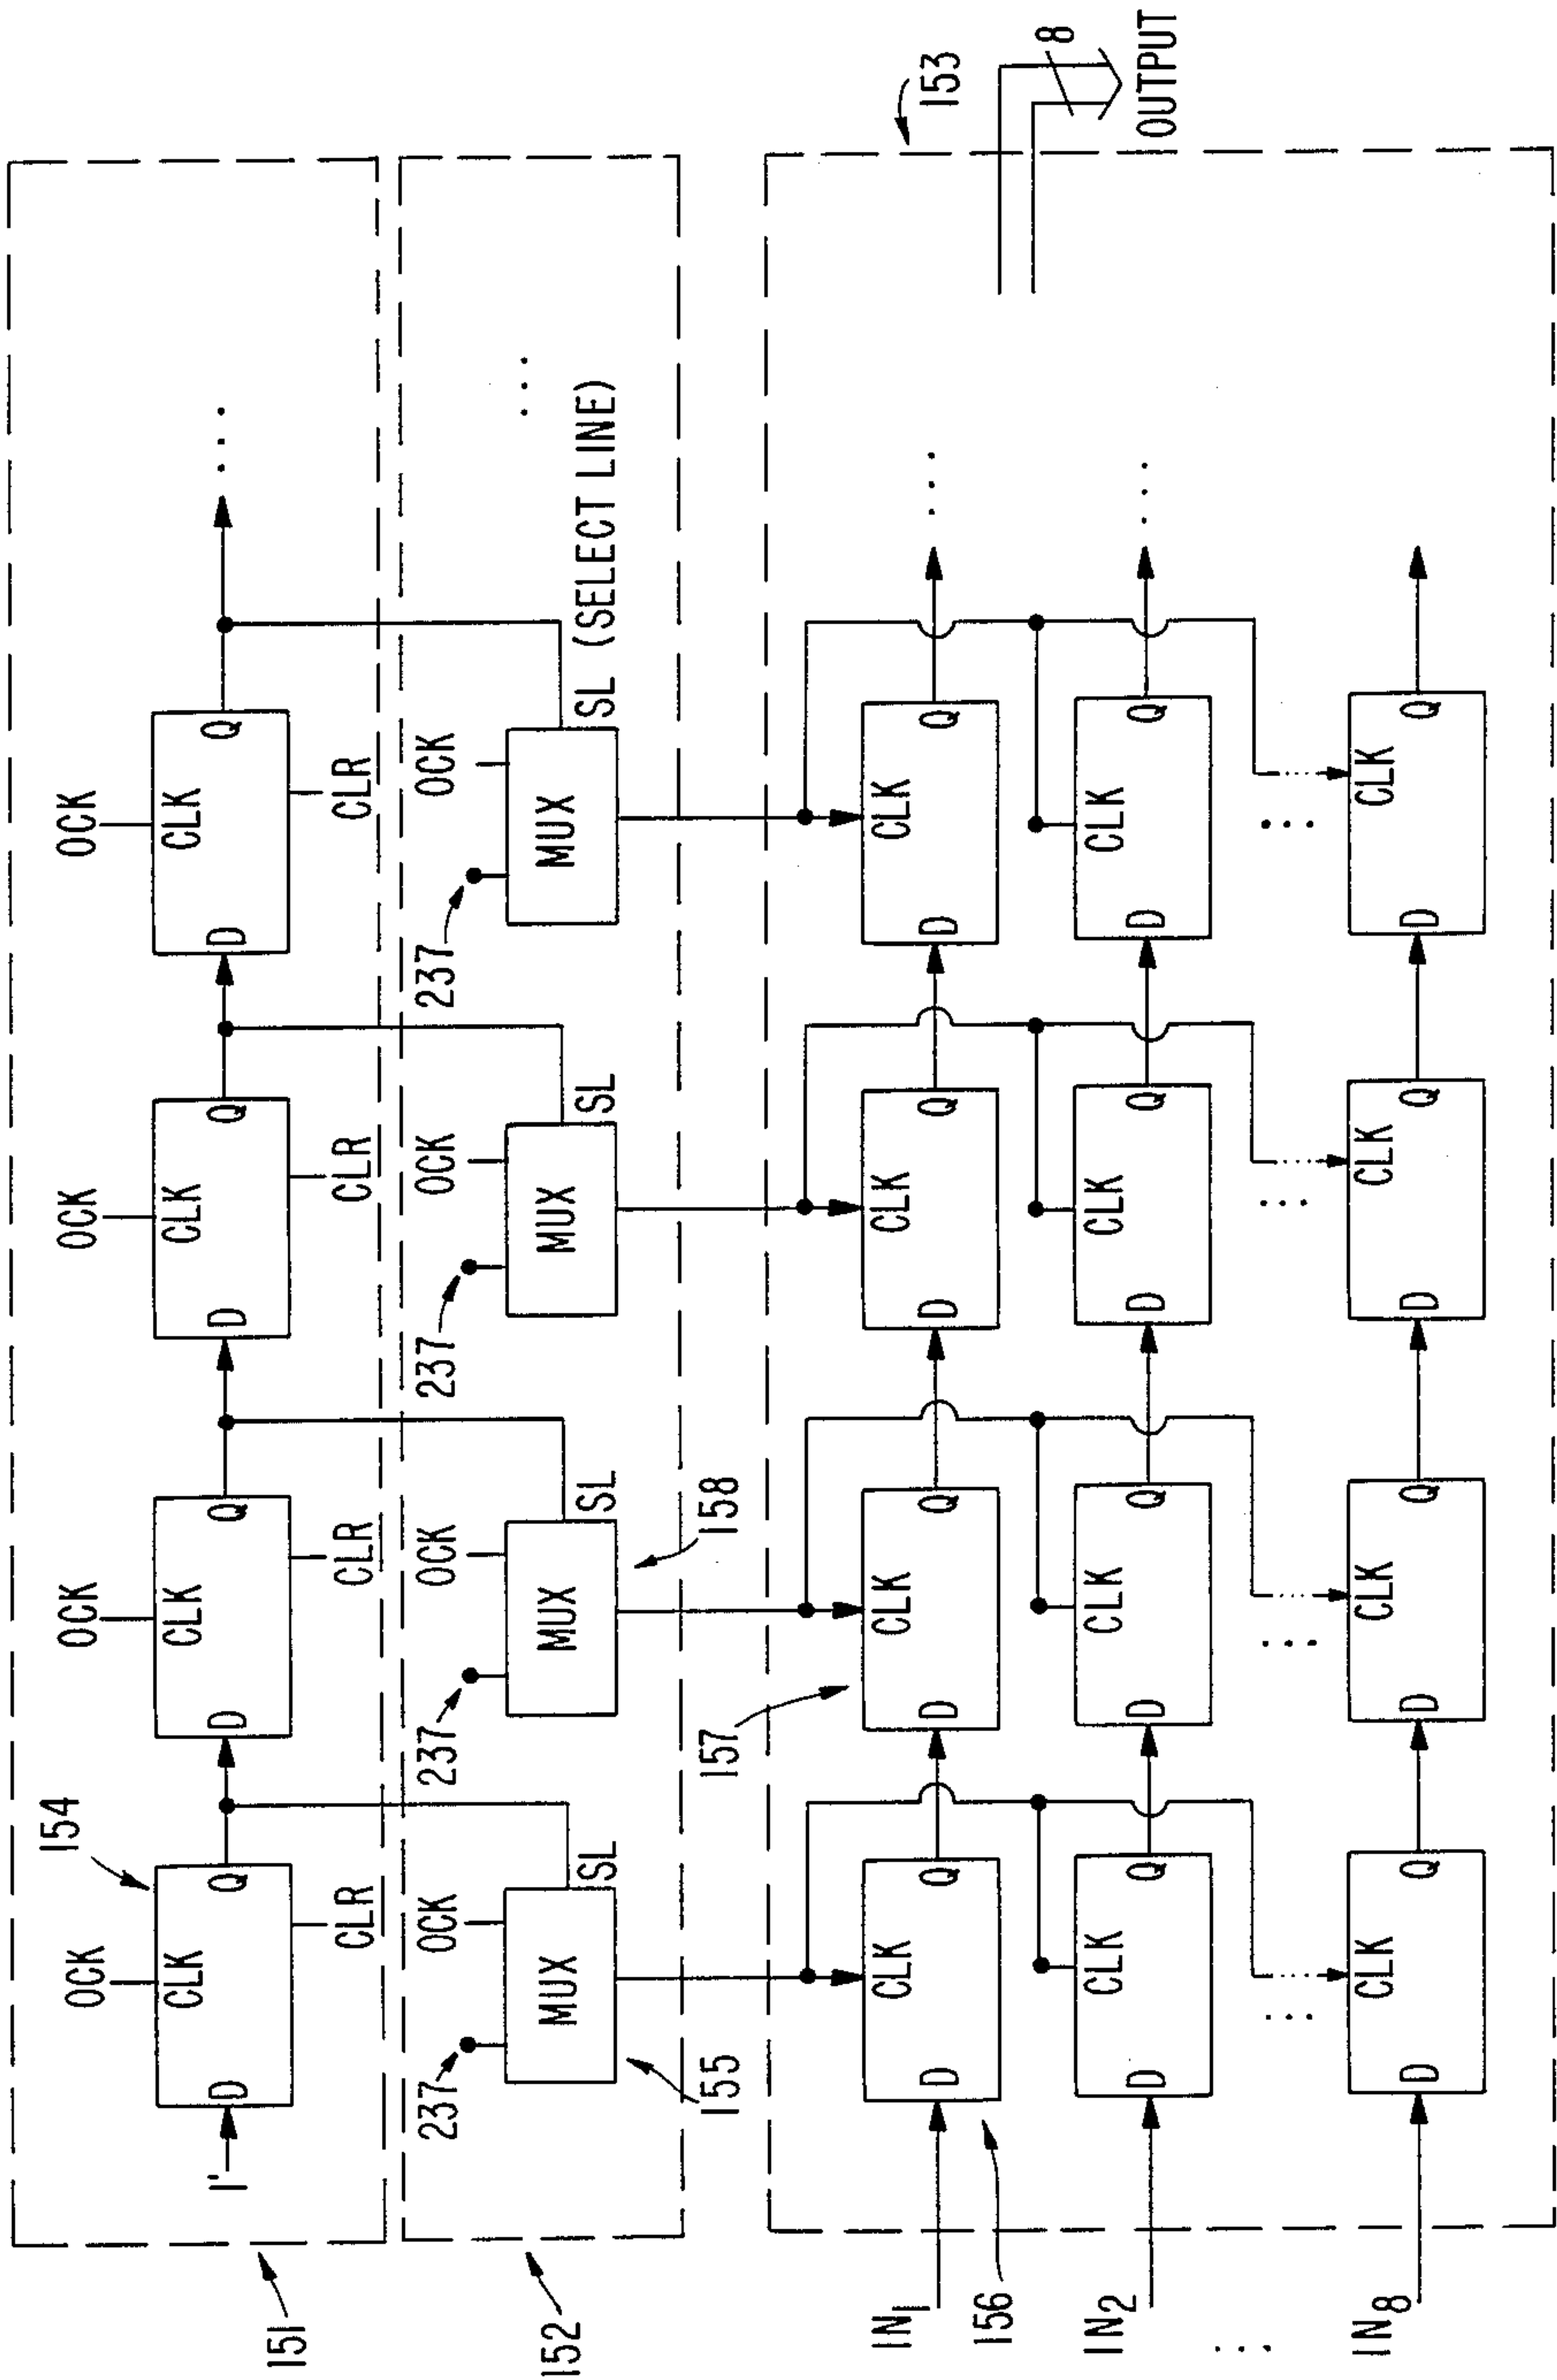 OCK OCK OCK OCK
154
CLK CLK CLK CLK
I' D Q D Q D Q D Q ...
CLR CLR CLR CLR
151
237 OCK 237 OCK 237 OCK 237 OCK
MUX MUX MUX MUX ...
SL SL SL SL (SELECT LINE)
155 158
152
157
153
CLK CLK CLK CLK
IN1 D Q D Q D Q D Q ...
156
8
OUTPUT
CLK CLK CLK CLK
IN2 D Q D Q D Q D Q ...
... ... ... ... ...
CLK CLK CLK CLK
IN8 D Q D Q D Q D Q